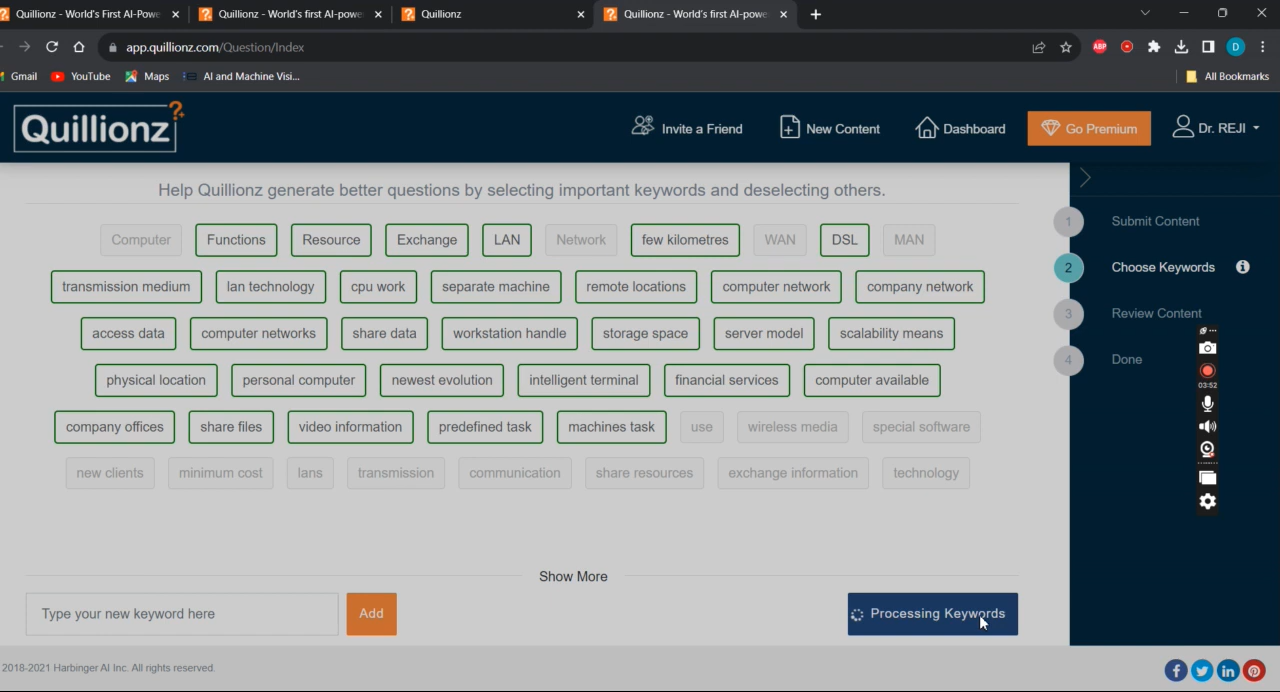 Quillionz - World's First AI-Powe
Quillionz - World's first AI-powe
Quillionz
Quillionz - World's first AI-powe
app.quillionz.com/Question/Index
ABP
D
Gmail
YouTube
Maps
AI and Machine Visi...
All Bookmarks
Quillionz?
Invite a Friend
New Content
Dashboard
Go Premium
Dr. REJI
Help Quillionz generate better questions by selecting important keywords and deselecting others.
Computer Functions Resource Exchange LAN Network few kilometres WAN DSL MAN
transmission medium lan technology cpu work separate machine remote locations computer network company network
access data computer networks share data workstation handle storage space server model scalability means
physical location personal computer newest evolution intelligent terminal financial services computer available
company offices share files video information predefined task machines task use wireless media special software
new clients minimum cost lans transmission communication share resources exchange information technology
Show More
Type your new keyword here
Add
Processing Keywords
1 Submit Content
2 Choose Keywords i
3 Review Content
4 Done
03:52
2018-2021 Harbinger AI Inc. All rights reserved.